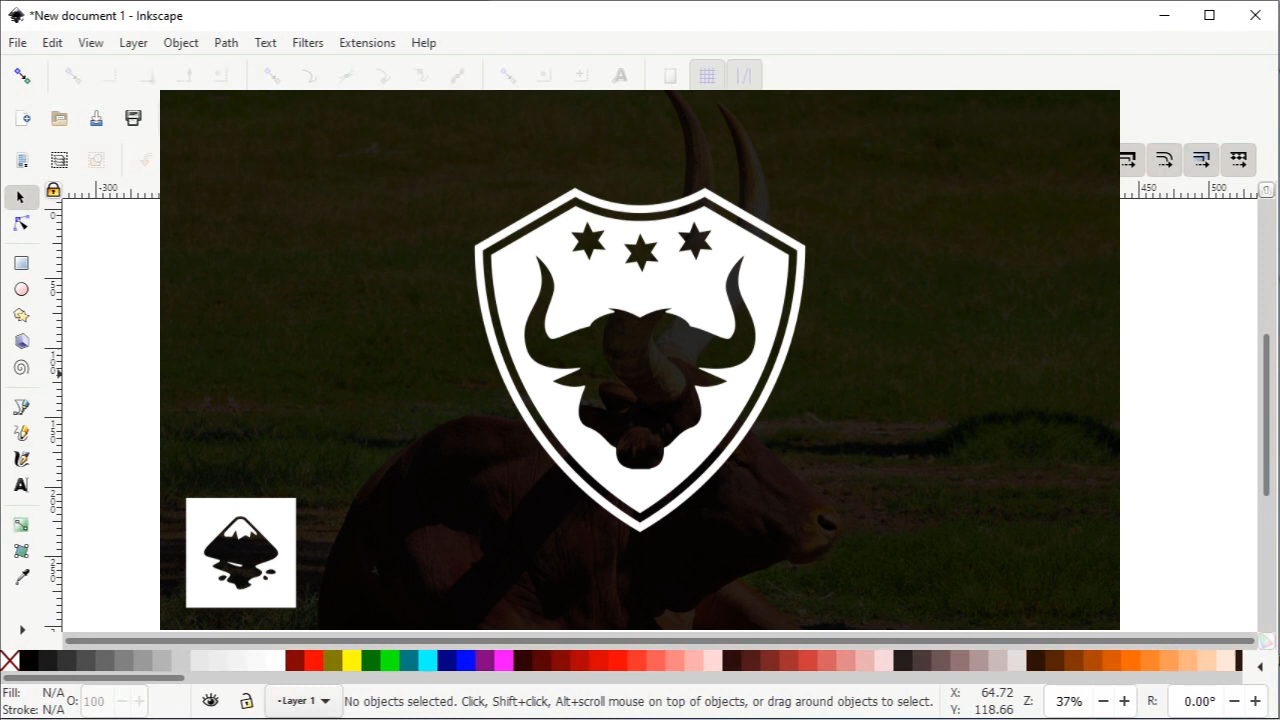 *New document 1 - Inkscape
File Edit View Layer Object Path Text Filters Extensions Help
-300 450 500
Fill: N/A O: 100 -Layer 1 No objects selected. Click, Shift+click, Alt+scroll mouse on top of objects, or drag around objects to select. X: 64.72 Z: 37% R: 0.00°
Stroke: N/A Y: 118.66